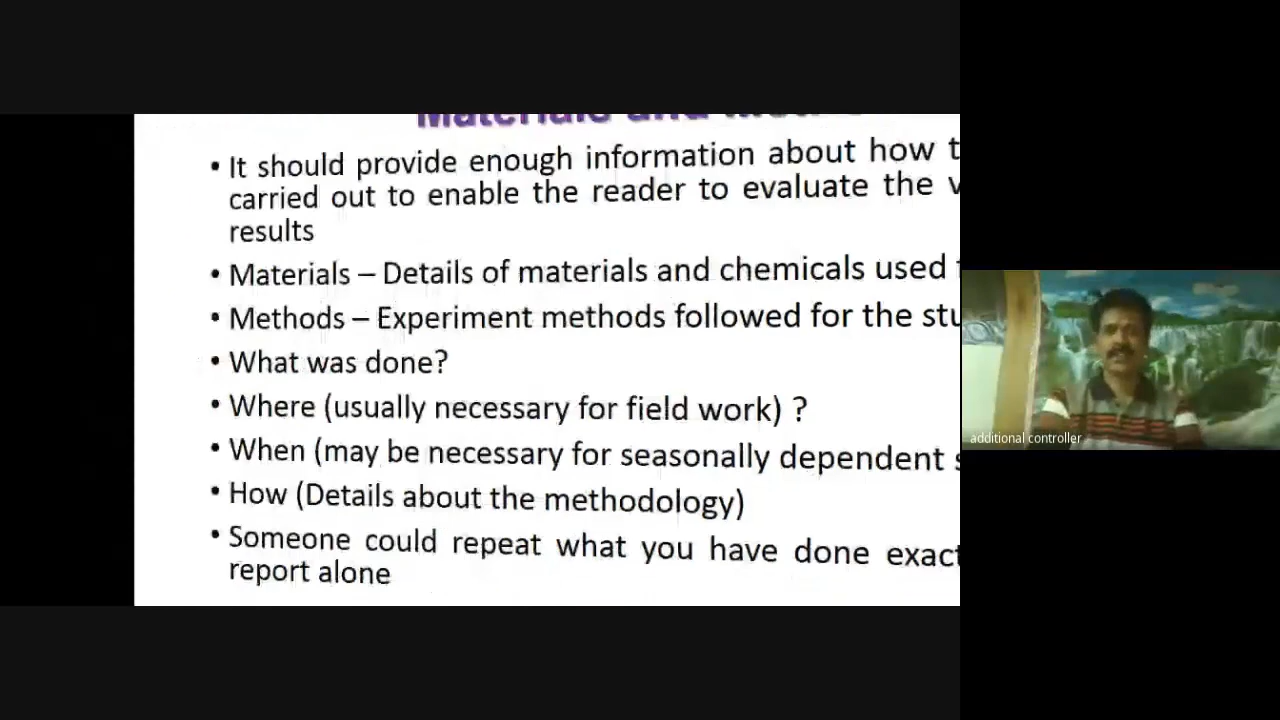 Materials and
• It should provide enough information about how
carried out to enable the reader to evaluate the
results
• Materials – Details of materials and chemicals used
• Methods – Experiment methods followed for the
• What was done?
• Where (usually necessary for field work) ?
• When (may be necessary for seasonally dependent
• How (Details about the methodology)
• Someone could repeat what you have done
report alone
additional controller